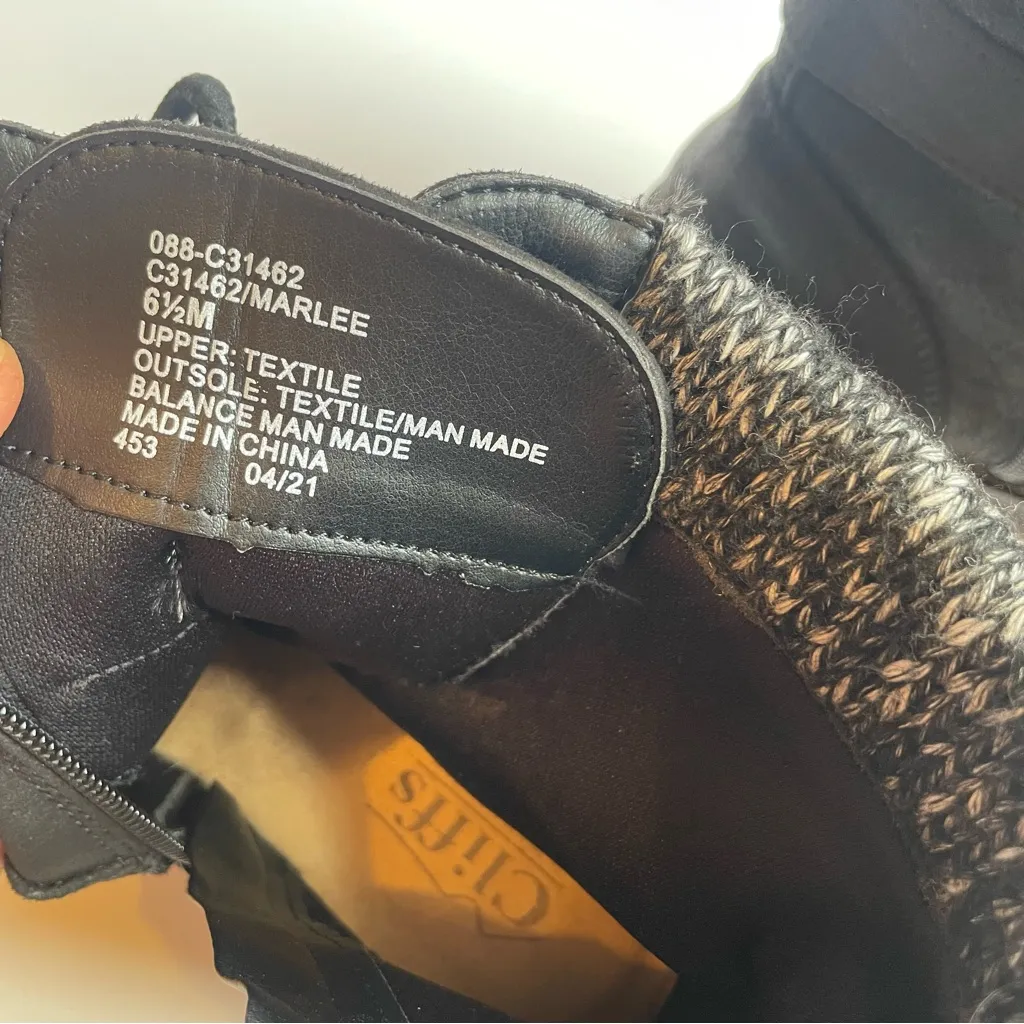 088-C31462
C31462/MARLEE
6½M
UPPER: TEXTILE
OUTSOLE: TEXTILE/MAN MADE
BALANCE MAN MADE
MADE IN CHINA
453 04/21
Cliffs